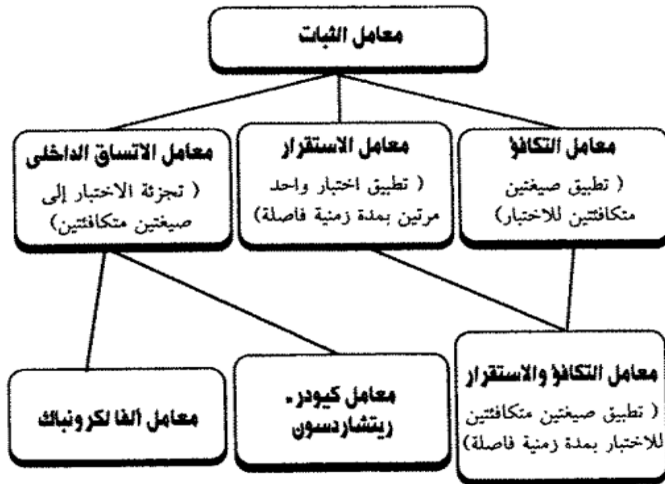 معامل الثبات
معامل التكافؤ
( تطبيق صيغتين
متكافئتين للاختبار)
معامل الاستقرار
( تطبيق اختبار واحد
مرتين بمدة زمنية فاصلة)
معامل الاتساق الداخلى
( تجزئة الاختبار إلى
صيغتين متكافئتين)
معامل التكافؤ والاستقرار
( تطبيق صيغتين متكافئتين
للاختبار بمدة زمنية فاصلة)
معامل كيودر.
ريتشاردسون
معامل ألفا لكرونباك